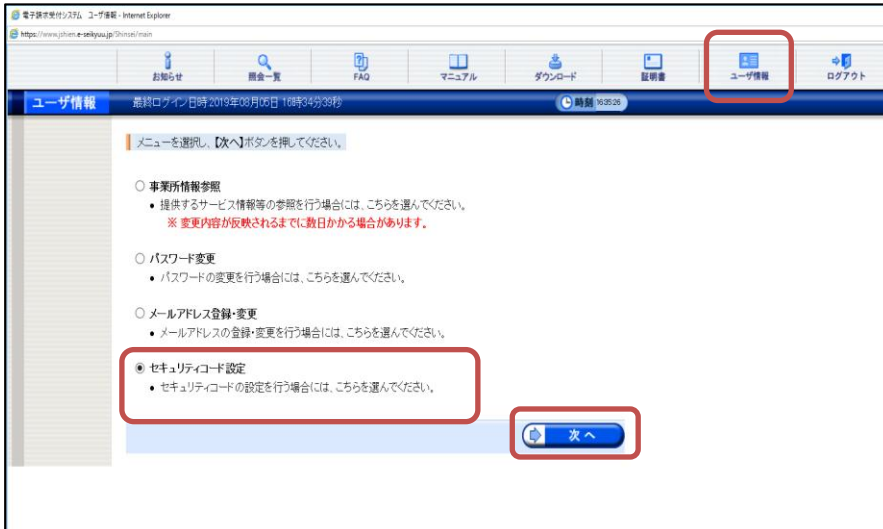 電子請求受付システム ユーザ情報 - Internet Explorer
https://www.jshien.e-seikyuu.jp/Shinsei/main
お知らせ 照会一覧 FAQ マニュアル ダウンロード 証明書 ユーザ情報 ログアウト
ユーザ情報 最終ログイン日時 2019年08月05日 16時34分39秒 時刻 16:35:26
メニューを選択し、【次へ】ボタンを押してください。
事業所情報参照
• 提供するサービス情報等の参照を行う場合には、こちらを選んでください。
※ 変更内容が反映されるまでに数日かかる場合があります。
パスワード変更
• パスワードの変更を行う場合には、こちらを選んでください。
メールアドレス登録・変更
• メールアドレスの登録・変更を行う場合には、こちらを選んでください。
セキュリティコード設定
• セキュリティコードの設定を行う場合には、こちらを選んでください。
次へ